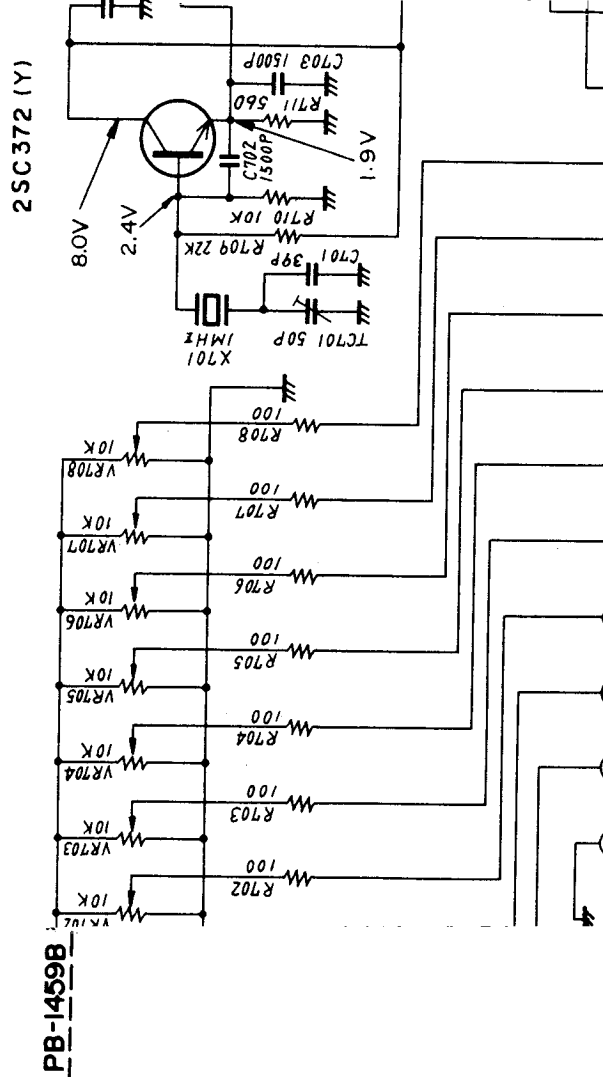 2SC372 (Y)
8.0V
2.4V
1.9V
C703
1500P
R711
560
C702
1500P
R710 10K
R709 22K
C701
39P
TC701 50P
X701
1MHz
R708
100
VR708
10K
R707
100
VR707
10K
R706
100
VR706
10K
R705
100
VR705
10K
R704
100
VR704
10K
R703
100
VR703
10K
R702
100
VR702
10K
PB-1459B